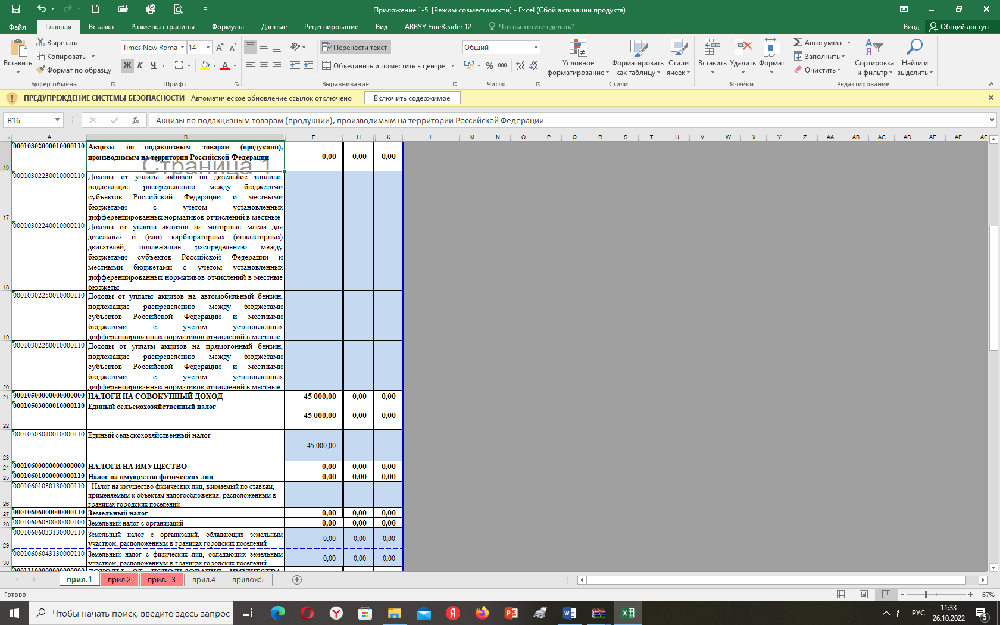 Приложение 1-5  [Режим совместимости] - Excel (Сбой активации продукта)
Файл Главная Вставка Разметка страницы Формулы Данные Рецензирование Вид ABBYY FineReader 12 Что вы хотите сделать? Вход Общий доступ
Вставить
Вырезать
Копировать
Формат по образцу
Буфер обмена
Times New Roma 14
Ж К Ч
Шрифт
Перенести текст
Объединить и поместить в центре
Выравнивание
Общий
% 000
Число
Условное форматирование
Форматировать как таблицу
Стили ячеек
Стили
Вставить Удалить Формат
Ячейки
Автосумма
Заполнить
Очистить
Сортировка и фильтр
Найти и выделить
Редактирование
ПРЕДУПРЕЖДЕНИЕ СИСТЕМЫ БЕЗОПАСНОСТИ Автоматическое обновление ссылок отключено Включить содержимое
B16 fx Акцизы по подакцизным товарам (продукции), производимым на территории Российской Федерации
A B E H K L M N O P Q R S T U V W X Y Z AA AB AC AD AE AF AG
00010302000010000110 Акцизы по подакцизным товарам (продукции),
производимым на территории Российской Федерации 0,00 0,00 0,00
Страница 1
16
00010302230010000110 Доходы от уплаты акцизов на дизельное топливо,
подлежащие распределению между бюджетами
субъектов Российской Федерации и местными
бюджетами с учетом установленных
17 дифференцированных нормативов отчислений в местные
00010302240010000110 Доходы от уплаты акцизов на моторные масла для
дизельных и (или) карбюраторных (инжекторных)
двигателей, подлежащие распределению между
бюджетами субъектов Российской Федерации и
местными бюджетами с учетом установленных
дифференцированных нормативов отчислений в местные
18 бюджеты
00010302250010000110 Доходы от уплаты акцизов на автомобильный бензин,
подлежащие распределению между бюджетами
субъектов Российской Федерации и местными
бюджетами с учетом установленных
19 дифференцированных нормативов отчислений в местные
00010302260010000110 Доходы от уплаты акцизов на прямогонный бензин,
подлежащие распределению между бюджетами
субъектов Российской Федерации и местными
бюджетами с учетом установленных
20 дифференцированных нормативов отчислений в местные
21 00010500000000000000 НАЛОГИ НА СОВОКУПНЫЙ ДОХОД 45 000,00 0,00 0,00
00010503000010000110 Единый сельскохозяйственный налог
45 000,00 0,00 0,00
22
00010503010010000110 Единый сельскохозяйственный налог
45 000,00
23
24 00010600000000000000 НАЛОГИ НА ИМУЩЕСТВО 0,00 0,00 0,00
25 00010601000000000110 Налог на имущество физических лиц 0,00 0,00 0,00
00010601030130000110 Налог на имущество физических лиц, взимаемый по ставкам,
применяемым к объектам налогообложения, расположенным в
26 границах городских поселений
27 00010606000000000110 Земельный налог 0,00 0,00 0,00
28 00010606030000000100 Земельный налог с организаций 0,00 0,00 0,00
00010606033130000110 Земельный налог с организаций, обладающих земельным
29 участком, расположенным в границах городских поселений 0,00 0,00 0,00
00010606043130000110 Земельный налог с физических лиц, обладающих земельным
30 участком, расположенным в границах городских поселений 0,00 0,00 0,00
00011100000000000000 ДОХОДЫ ОТ ИСПОЛЬЗОВАНИЯ ИМУЩЕСТВА,
прил.1 прил.2 прил. 3 прил.4 прилож5
Готово 67%
Чтобы начать поиск, введите здесь запрос
РУС 11:33
26.10.2022 5